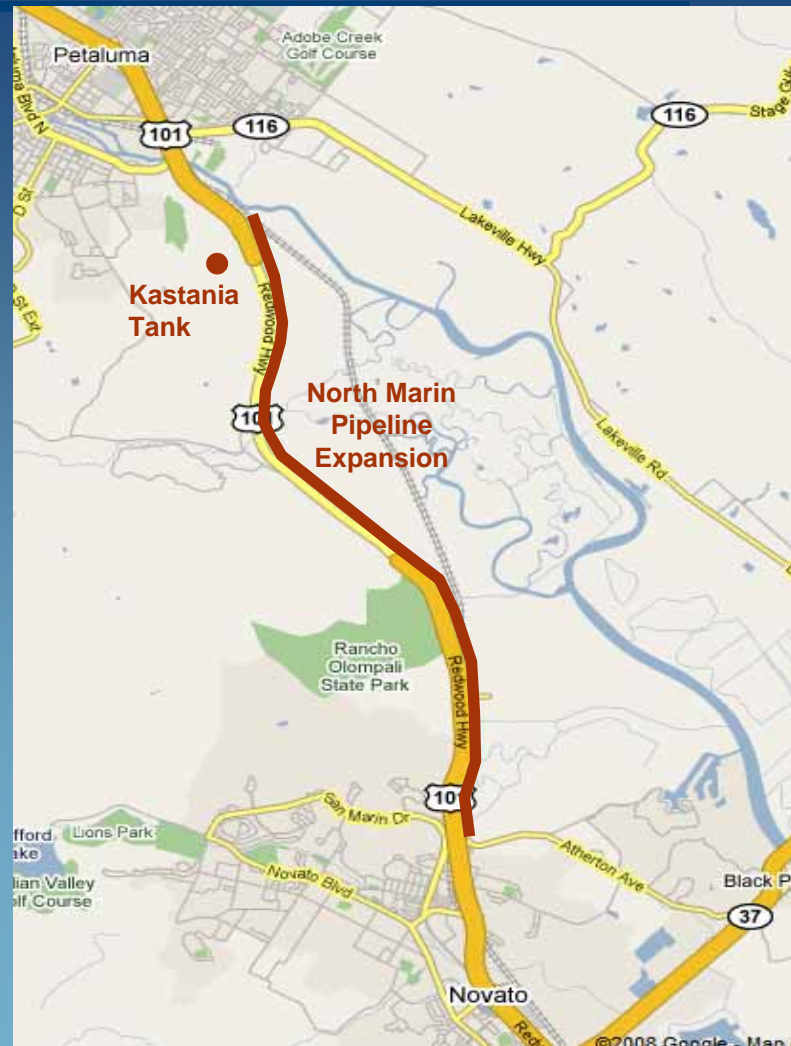 Petaluma
Adobe Creek
Golf Course
101
116
116
D St
Lakeville Hwy
Kastania
Tank
Redwood Hwy
North Marin
Pipeline
Expansion
101
Lakeville Rd
Rancho
Olompali
State Park
Redwood Hwy
101
San Marin Dr
Lions Park
Atherton Ave
Novato Blvd
Black P
37
Novato
©2008 Google - Map